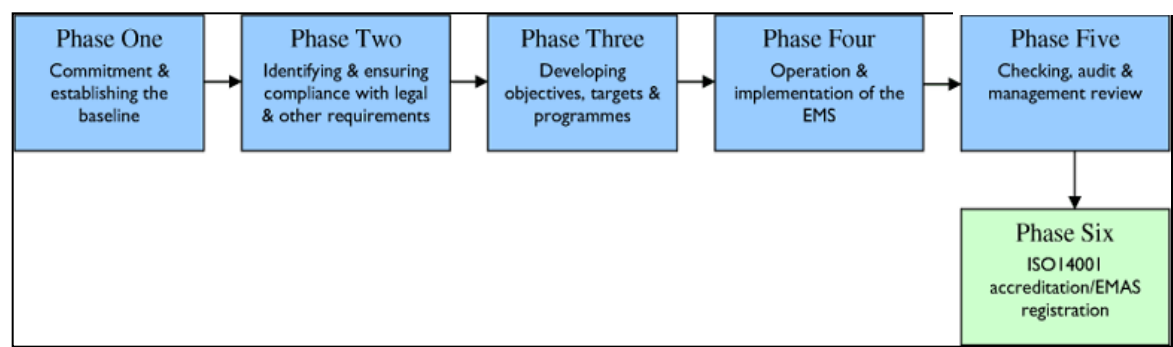 Phase One
Commitment &
establishing the
baseline
Phase Two
Identifying & ensuring
compliance with legal
& other requirements
Phase Three
Developing
objectives, targets &
programmes
Phase Four
Operation &
implementation of the
EMS
Phase Five
Checking, audit &
management review
Phase Six
ISO14001
accreditation/EMAS
registration